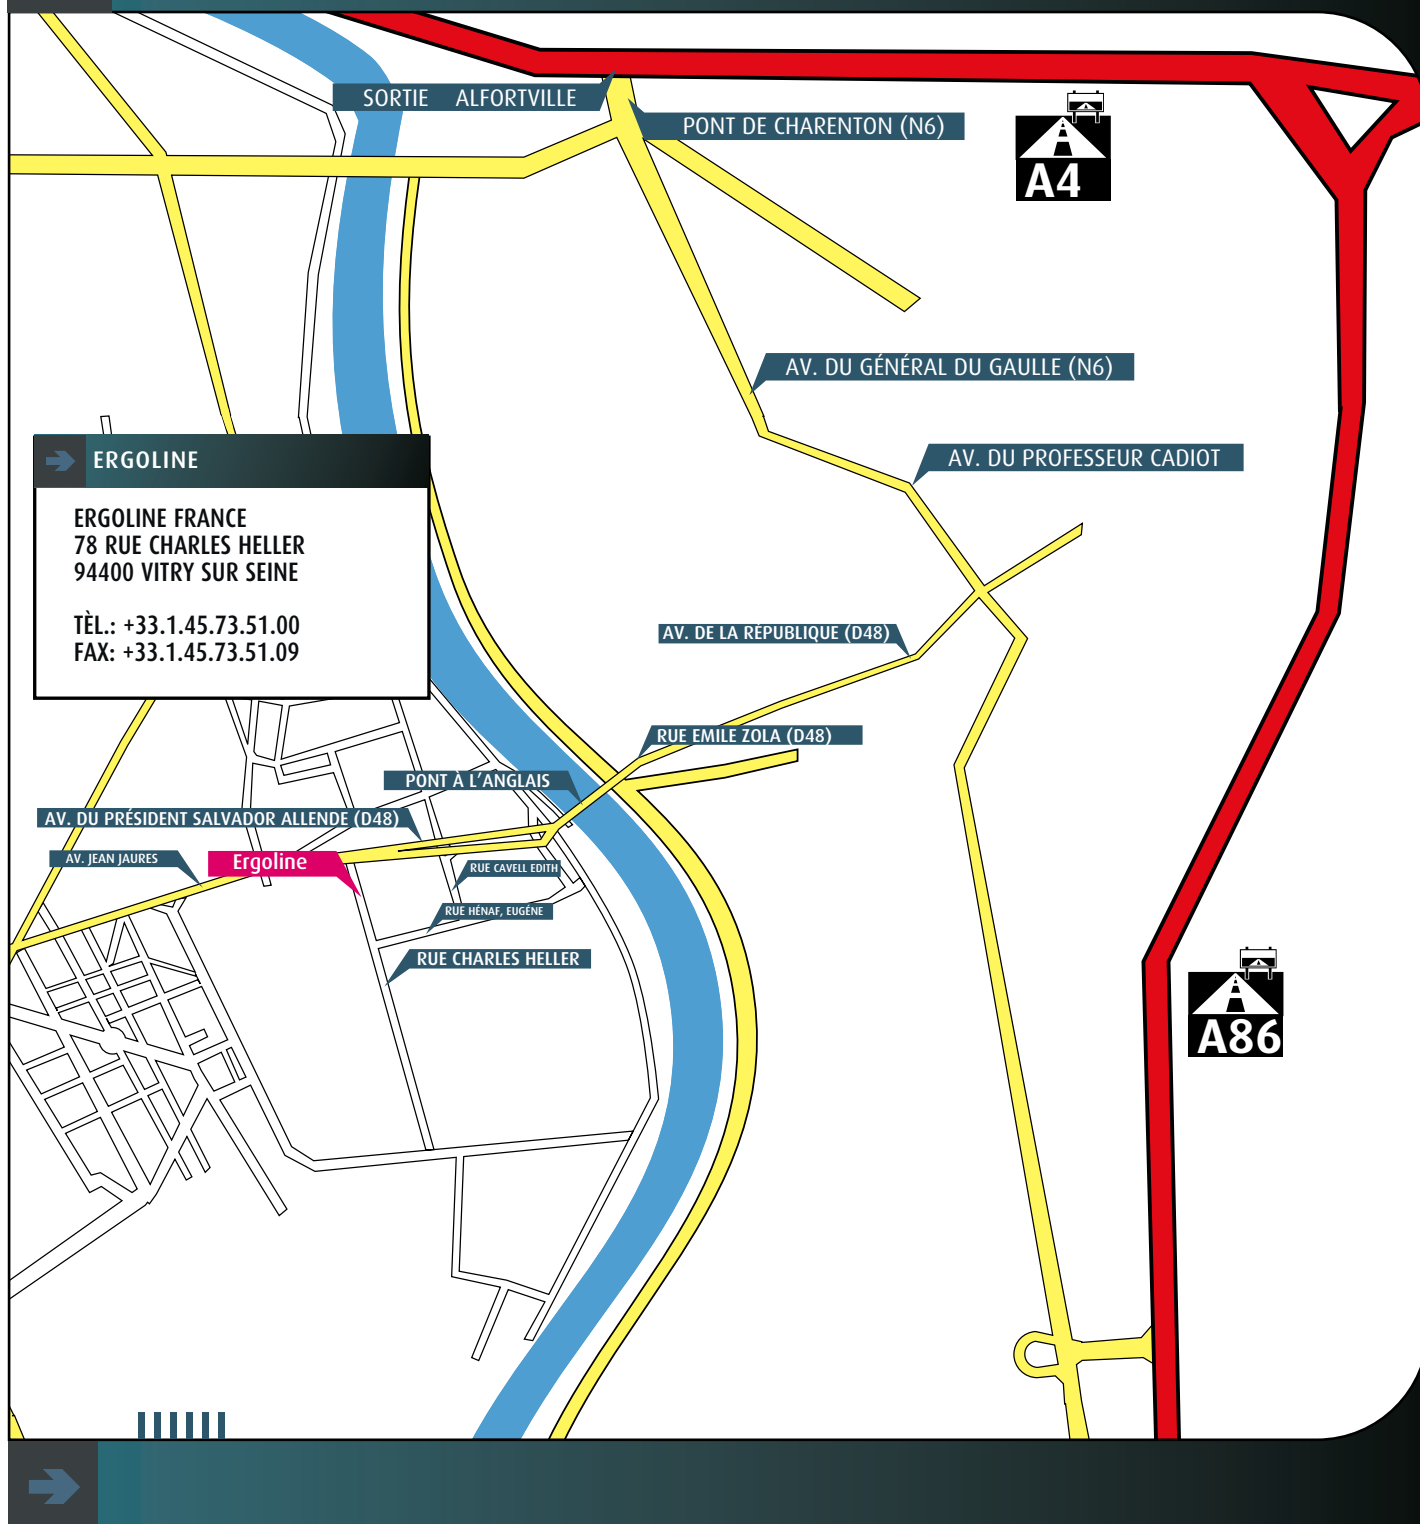 SORTIE ALFORTVILLE
PONT DE CHARENTON (N6)
A4
AV. DU GÉNÉRAL DU GAULLE (N6)
AV. DU PROFESSEUR CADIOT
ERGOLINE
ERGOLINE FRANCE
78 RUE CHARLES HELLER
94400 VITRY SUR SEINE
TÈL.: +33.1.45.73.51.00
FAX: +33.1.45.73.51.09
AV. DE LA RÉPUBLIQUE (D48)
RUE EMILE ZOLA (D48)
PONT À L'ANGLAIS
AV. DU PRÉSIDENT SALVADOR ALLENDE (D48)
AV. JEAN JAURES
Ergoline
RUE CAVELL EDITH
RUE HÉNAF, EUGÉNE
RUE CHARLES HELLER
A86